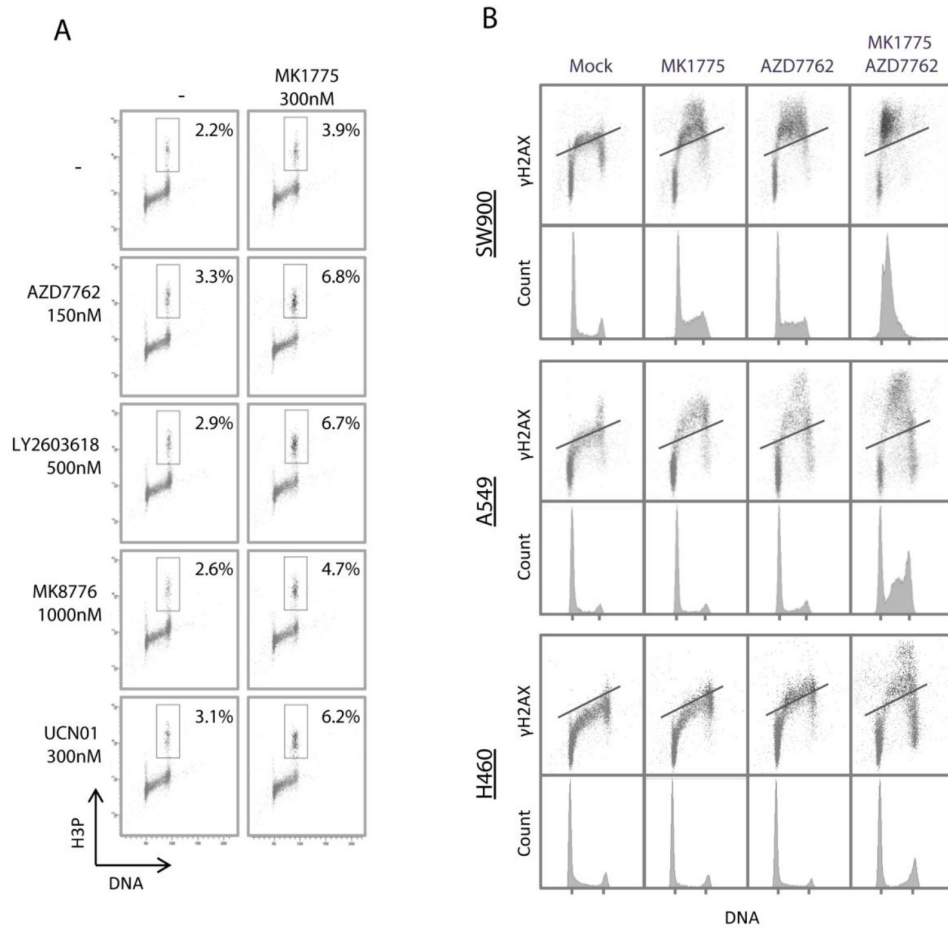 A
-
MK1775
300nM
-
2.2%
3.9%
AZD7762
150nM
3.3%
6.8%
LY2603618
500nM
2.9%
6.7%
MK8776
1000nM
2.6%
4.7%
UCN01
300nM
3.1%
6.2%
H3P
DNA
B
Mock
MK1775
AZD7762
MK1775
AZD7762
SW900
γH2AX
Count
A549
γH2AX
Count
H460
γH2AX
Count
DNA